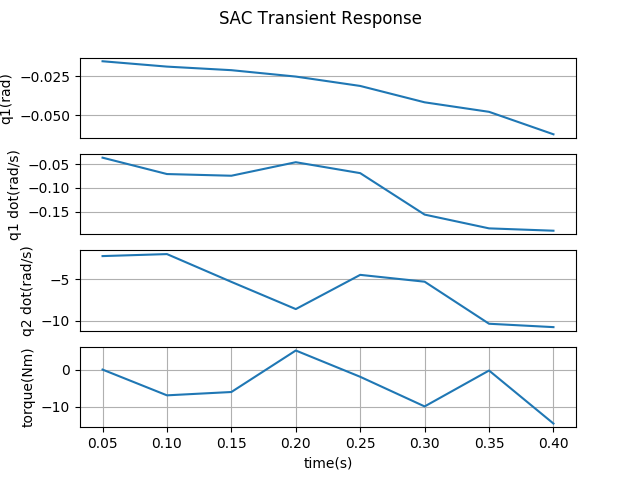 SAC Transient Response
−0.025
−0.050
q1(rad)
−0.05
−0.10
−0.15
q1 dot(rad/s)
−5
−10
q2 dot(rad/s)
0
−10
torque(Nm)
0.05 0.10 0.15 0.20 0.25 0.30 0.35 0.40
time(s)